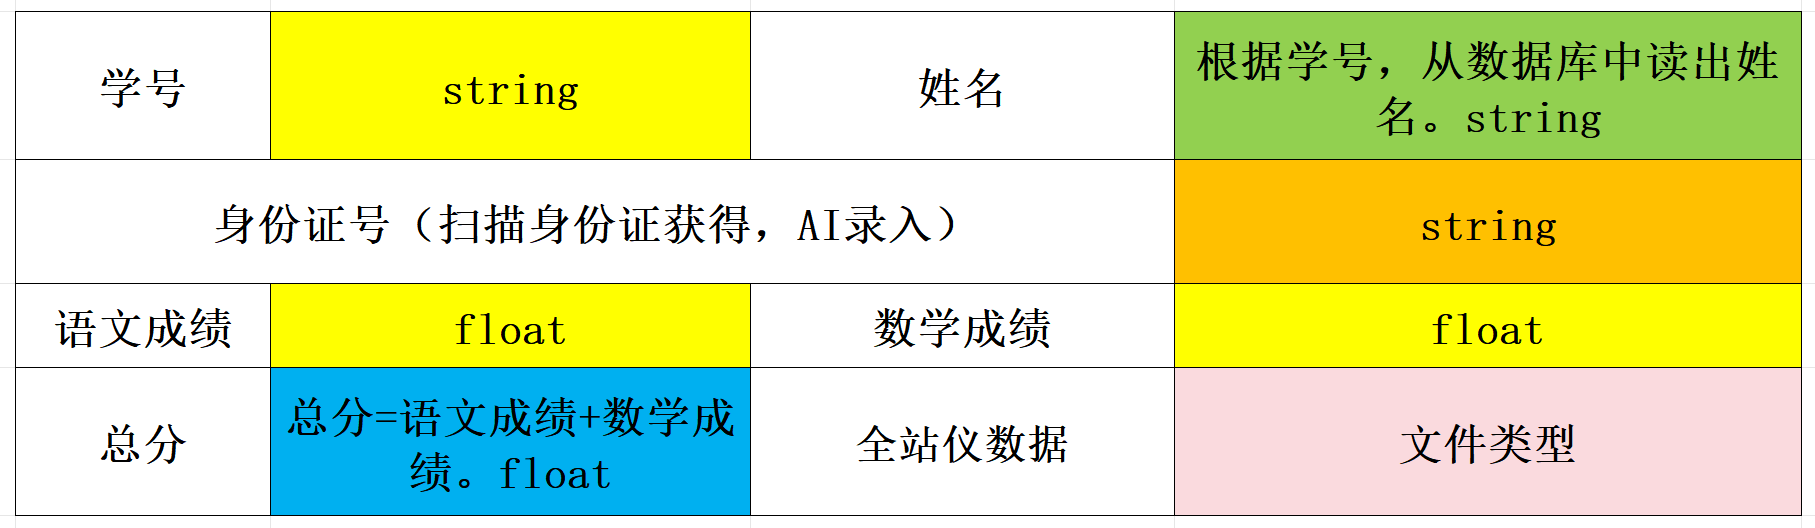 学号
string
姓名
根据学号，从数据库中读出姓
名。string
身份证号（扫描身份证获得，AI录入）
string
语文成绩
float
数学成绩
float
总分
总分=语文成绩+数学成
绩。float
全站仪数据
文件类型